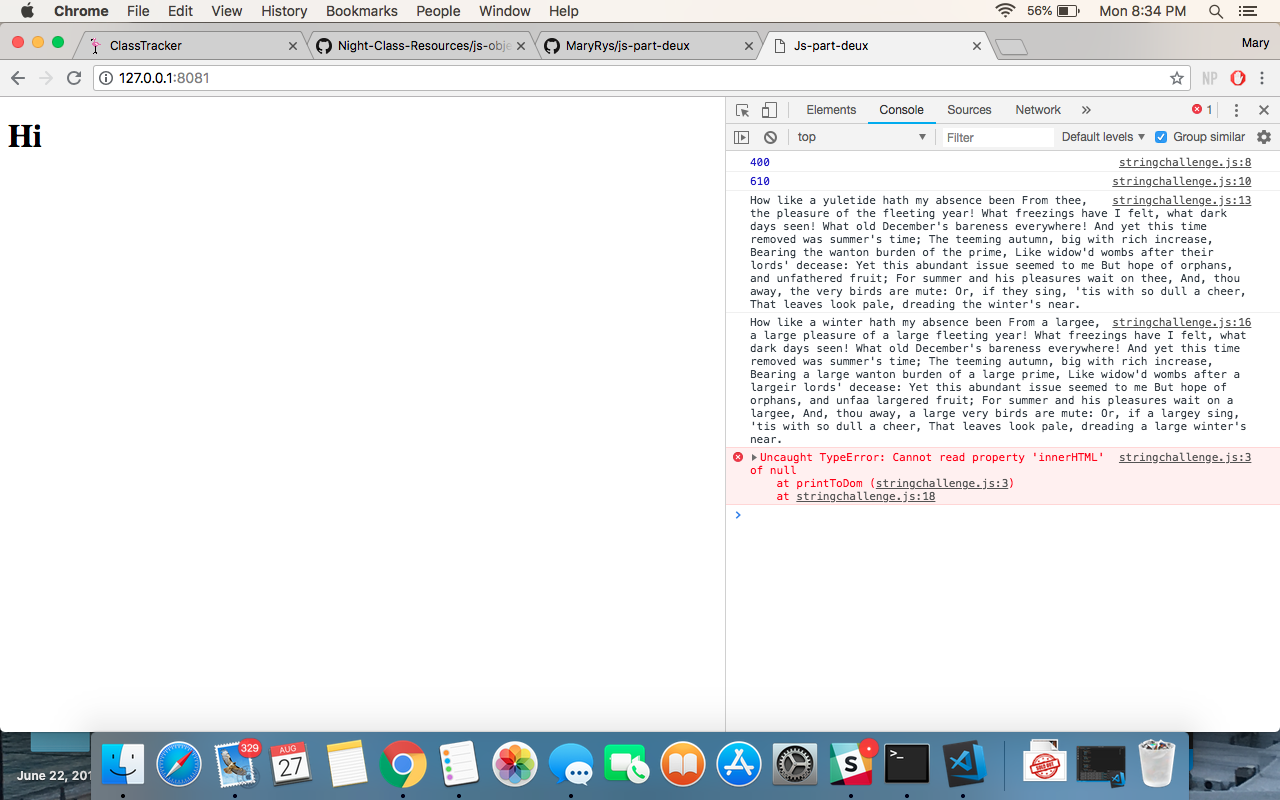 Chrome File Edit View History Bookmarks People Window Help 56% Mon 8:34 PM
ClassTracker Night-Class-Resources/js-obje MaryRys/js-part-deux Js-part-deux Mary
127.0.0.1:8081 NP
Hi
Elements Console Sources Network » 1
top Filter Default levels Group similar
400 stringchallenge.js:8
610 stringchallenge.js:10
How like a yuletide hath my absence been From thee, stringchallenge.js:13
the pleasure of the fleeting year! What freezings have I felt, what dark
days seen! What old December's bareness everywhere! And yet this time
removed was summer's time; The teeming autumn, big with rich increase,
Bearing the wanton burden of the prime, Like widow'd wombs after their
lords' decease: Yet this abundant issue seemed to me But hope of orphans,
and unfathered fruit; For summer and his pleasures wait on thee, And, thou
away, the very birds are mute: Or, if they sing, 'tis with so dull a cheer,
That leaves look pale, dreading the winter's near.
How like a winter hath my absence been From a largee, stringchallenge.js:16
a large pleasure of a large fleeting year! What freezings have I felt, what
dark days seen! What old December's bareness everywhere! And yet this time
removed was summer's time; The teeming autumn, big with rich increase,
Bearing a large wanton burden of a large prime, Like widow'd wombs after a
largeir lords' decease: Yet this abundant issue seemed to me But hope of
orphans, and unfaa largered fruit; For summer and his pleasures wait on a
largee, And, thou away, a large very birds are mute: Or, if a largey sing,
'tis with so dull a cheer, That leaves look pale, dreading a large winter's
near.
Uncaught TypeError: Cannot read property 'innerHTML' stringchallenge.js:3
of null
at printToDom (stringchallenge.js:3)
at stringchallenge.js:18
329
AUG
27
June 22, 201